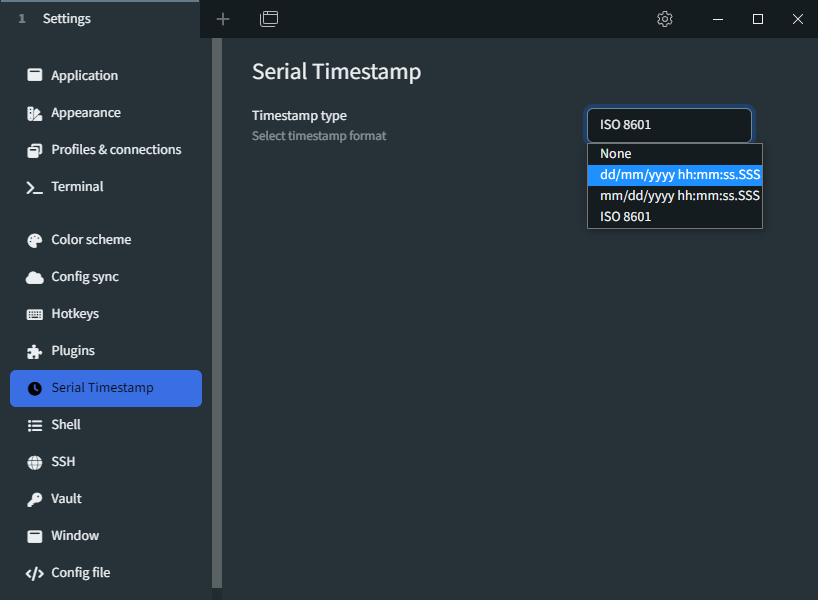 1 Settings
Application
Appearance
Profiles & connections
Terminal
Color scheme
Config sync
Hotkeys
Plugins
Serial Timestamp
Shell
SSH
Vault
Window
Config file
Serial Timestamp
Timestamp type
Select timestamp format
ISO 8601
None
dd/mm/yyyy hh:mm:ss.SSS
mm/dd/yyyy hh:mm:ss.SSS
ISO 8601